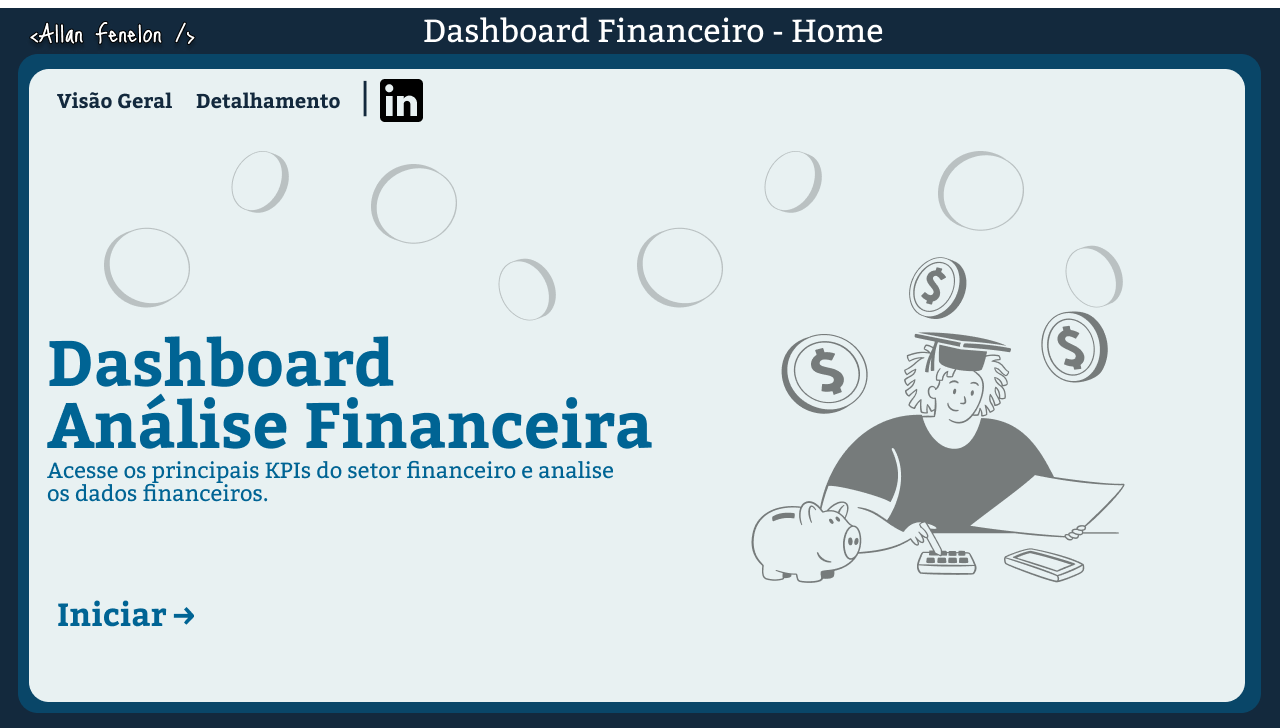 <Allan Fenelon />
Dashboard Financeiro - Home
Visão Geral Detalhamento | in
Dashboard
Análise Financeira
Acesse os principais KPIs do setor financeiro e analise
os dados financeiros.
$
$
$
Iniciar →